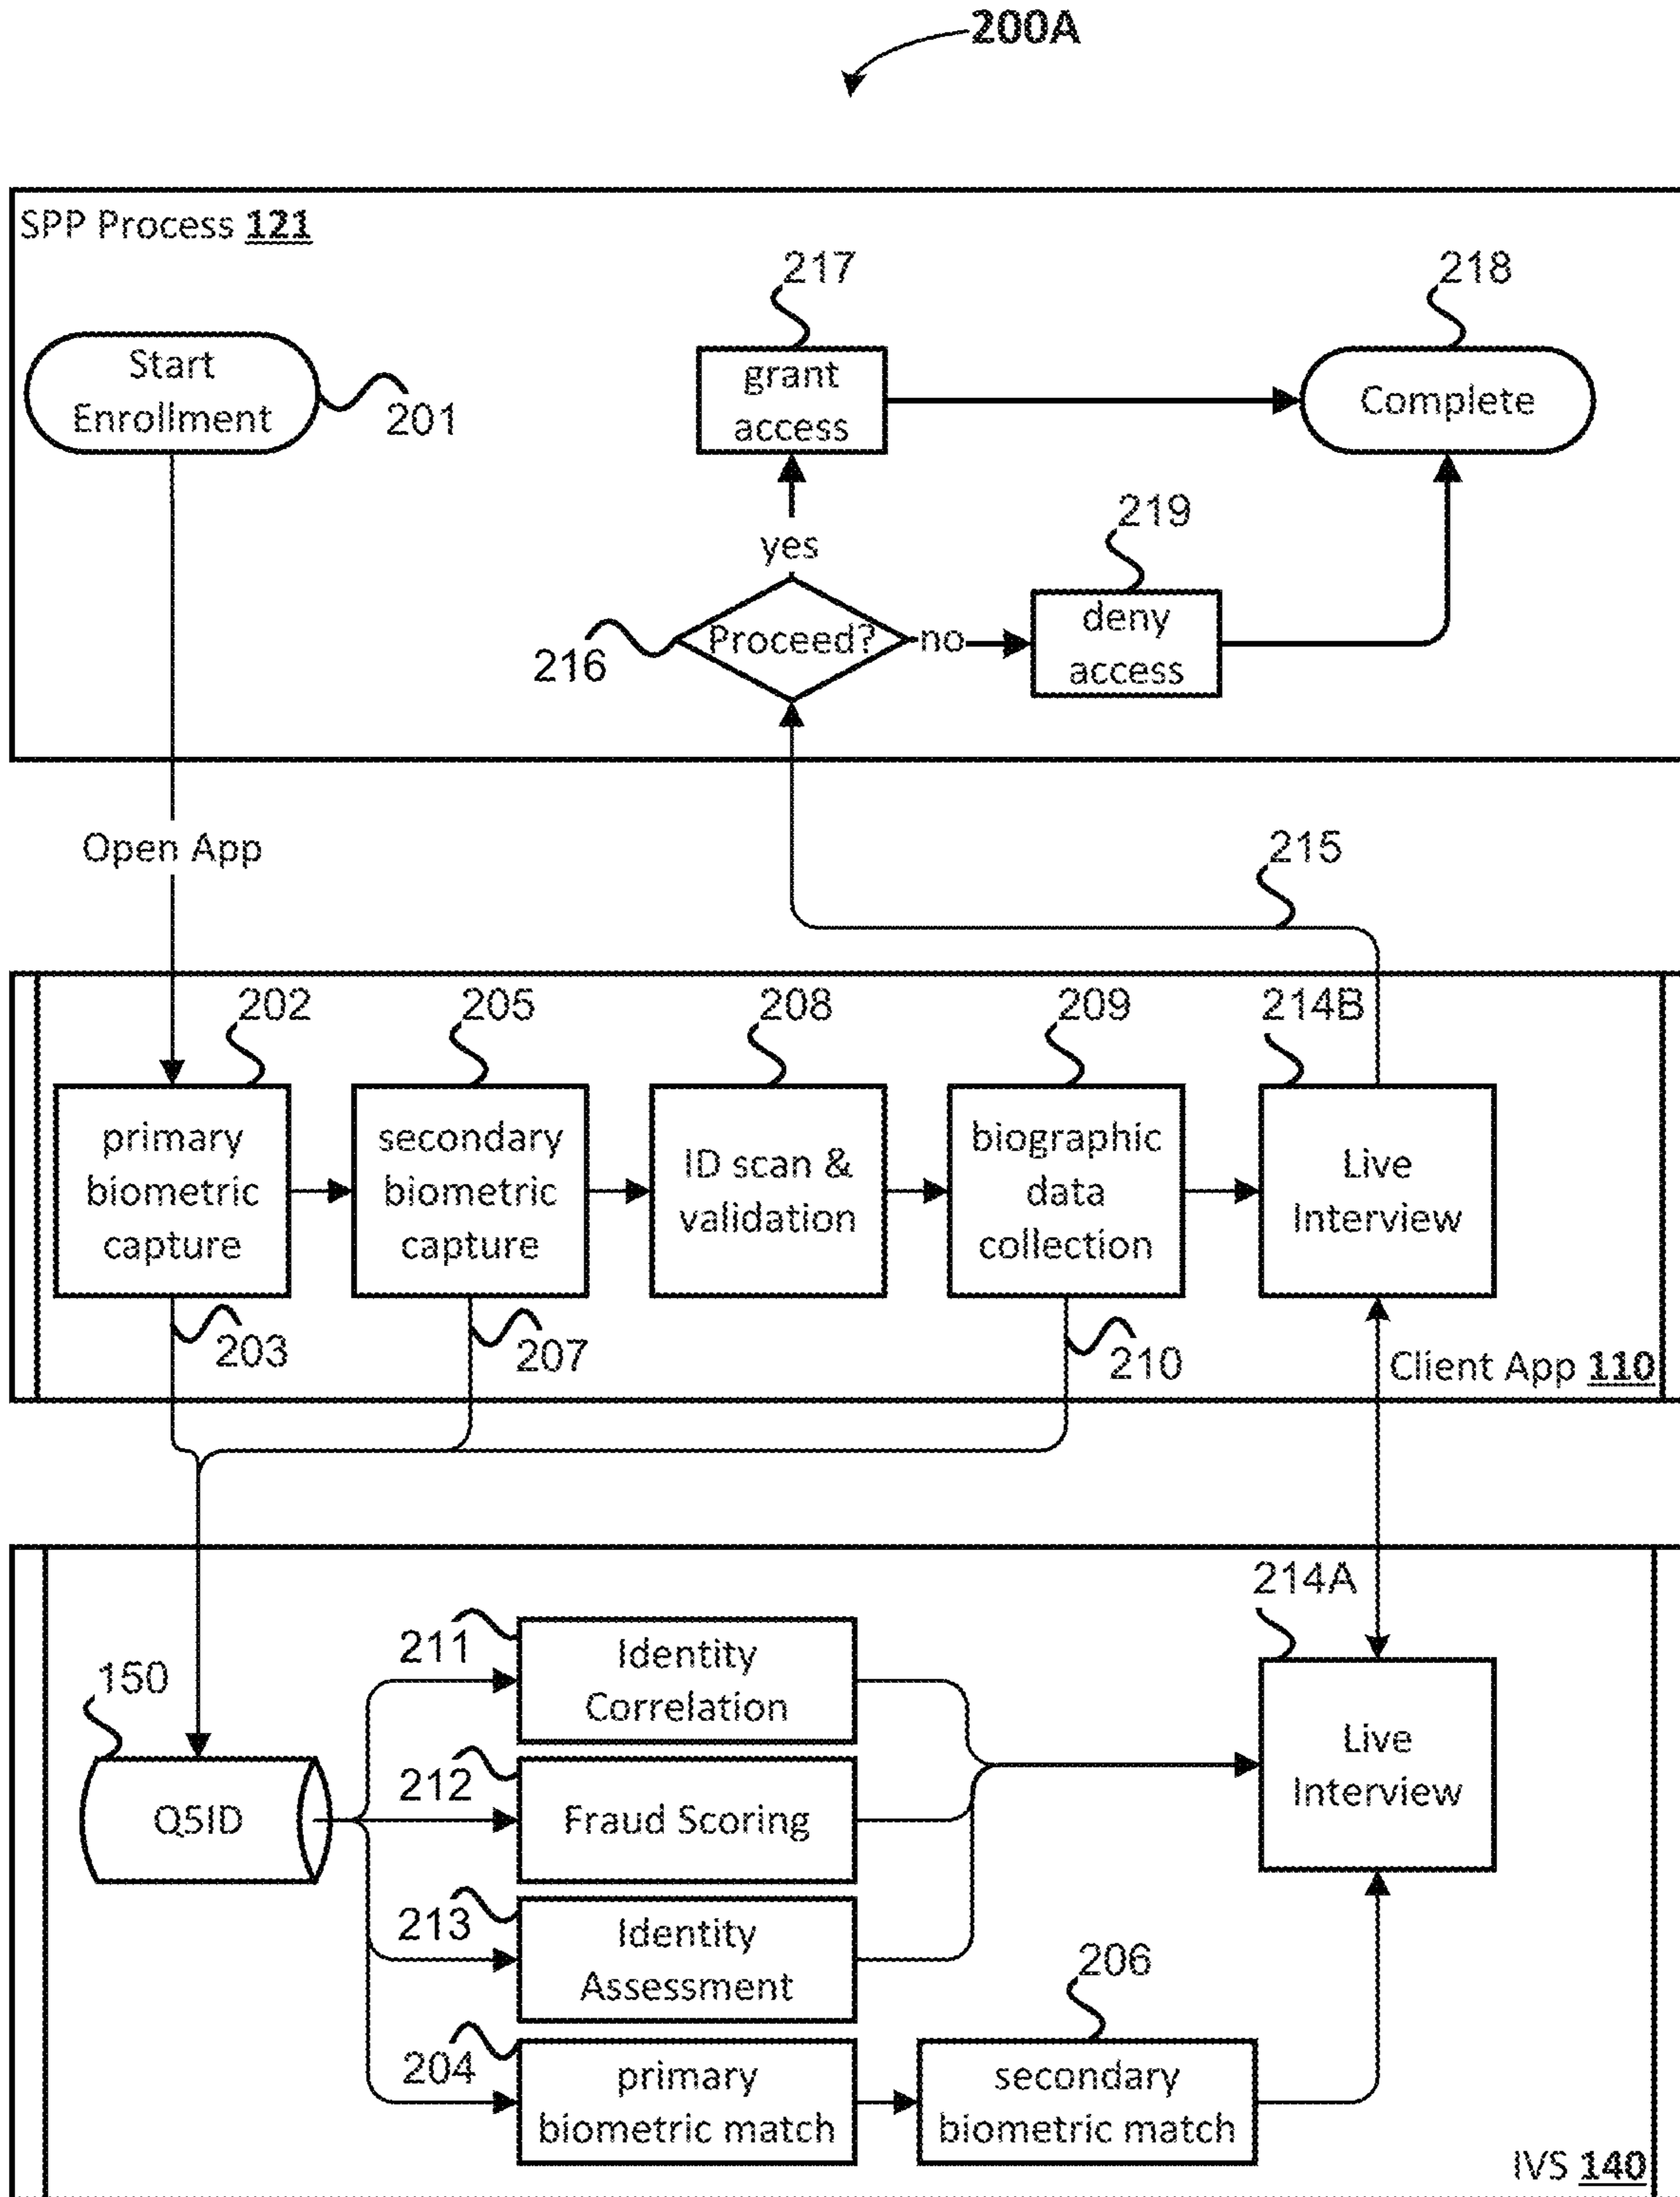 200A
SPP Process 121
217
218
Start
Enrollment
201
grant
access
Complete
219
yes
216
Proceed?
no
deny
access
Open App
215
202
205
208
209
214B
primary
biometric
capture
secondary
biometric
capture
ID scan &
validation
biographic
data
collection
Live
Interview
203
207
210
Client App 110
214A
211
Identity
Correlation
150
Q5ID
212
Fraud Scoring
Live
Interview
213
Identity
Assessment
206
204
primary
biometric match
secondary
biometric match
IVS 140